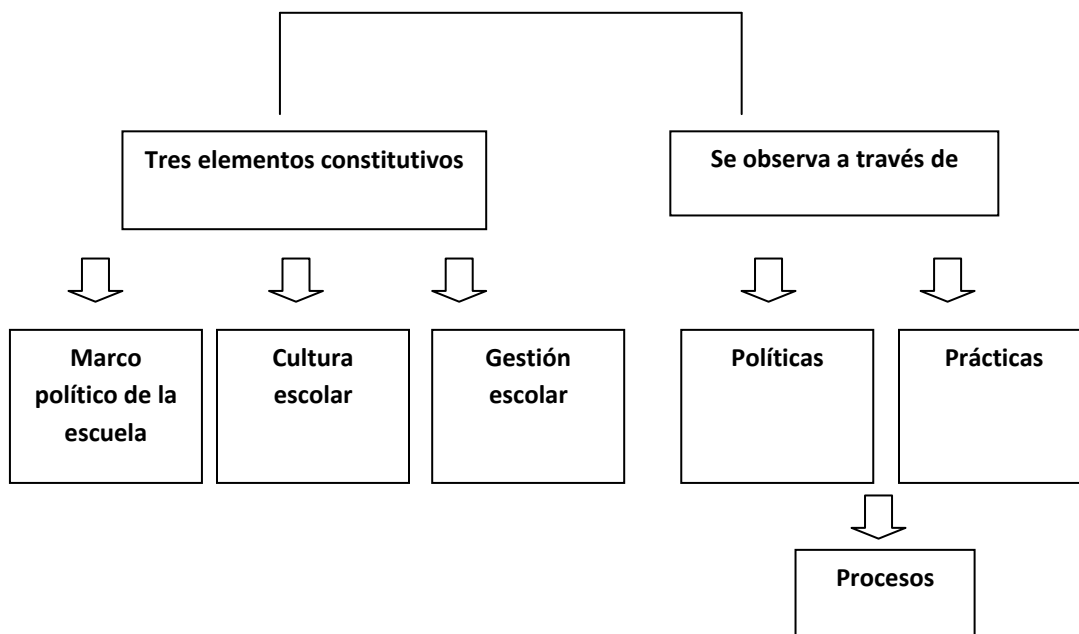 Tres elementos constitutivos
Se observa a través de
Marco
político de la
escuela
Cultura
escolar
Gestión
escolar
Políticas
Prácticas
Procesos